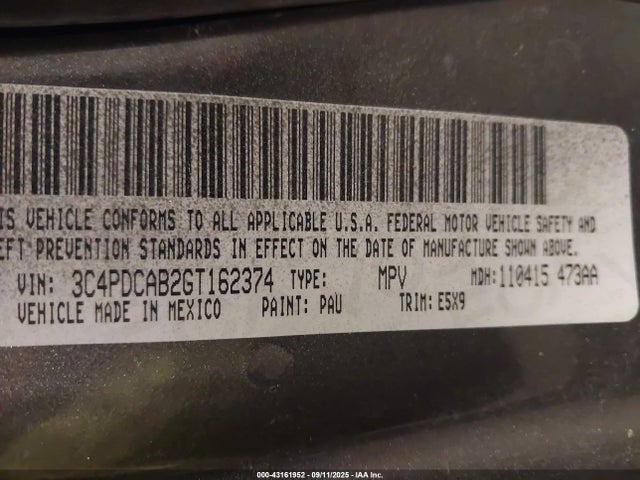 VEHICLE CONFORMS TO ALL APPLICABLE U.S.A. FEDERAL MOTOR VEHICLE SAFETY AND
PREVENTION STANDARDS IN EFFECT ON THE DATE OF MANUFACTURE SHOWN ABOVE.
VIN: 3C4PDCAB2GT162374 TYPE: MPV MDH: 110415 473AA
VEHICLE MADE IN MEXICO PAINT: PAU TRIM: E5X9
000-43161952 - 09/11/2025 - IAA Inc.